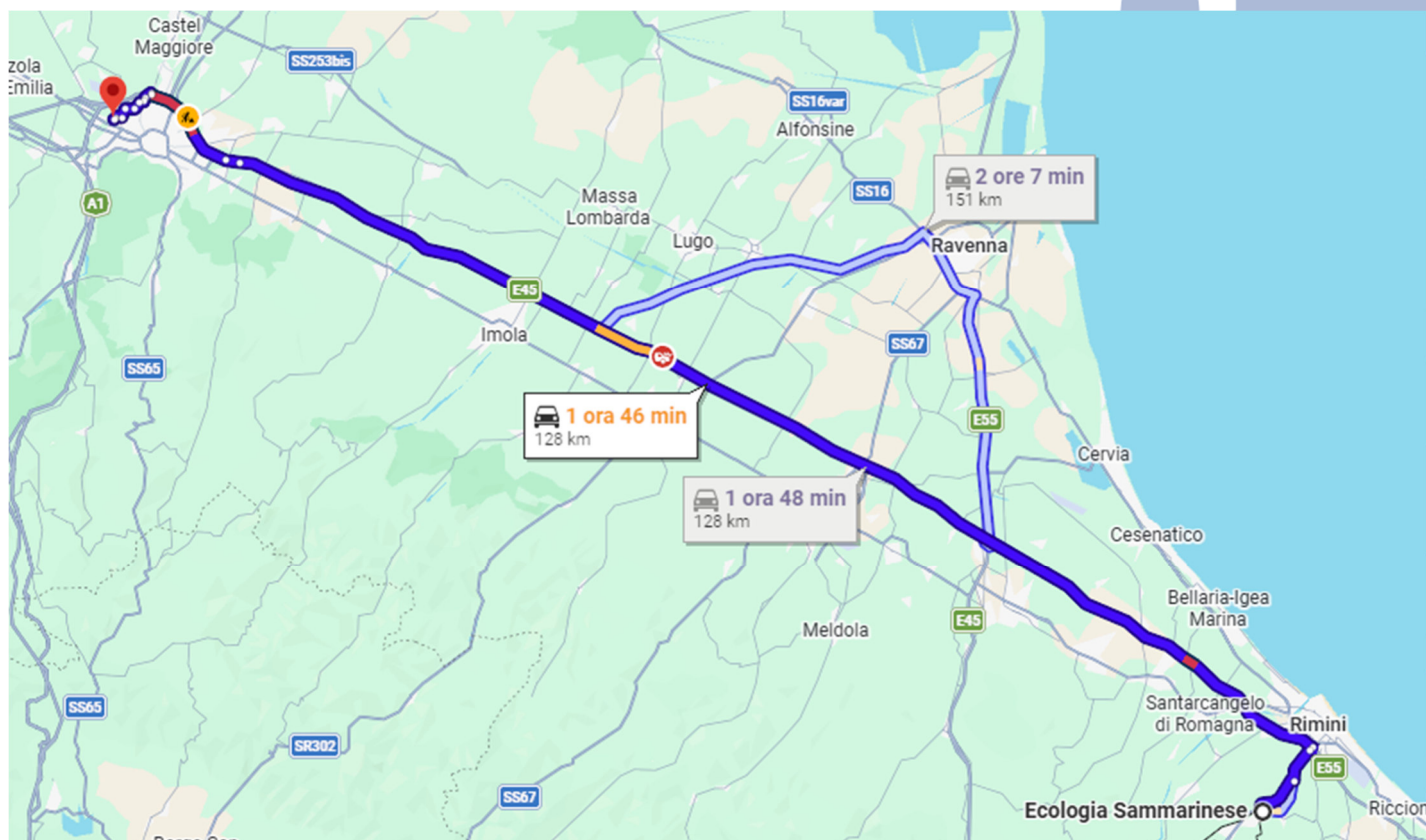 Castel
Maggiore
SS253bis
zola
Emilia
SS16var
Alfonsine
A1
Massa
Lombarda
SS16
2 ore 7 min
151 km
Lugo
Ravenna
E45
Imola
SS67
SS65
1 ora 46 min
128 km
E55
Cervia
1 ora 48 min
128 km
Cesenatico
Bellaria-Igea
Marina
E45
Meldola
SS65
Santarcangelo
di Romagna
Rimini
SR302
E55
SS67
Ecologia Sammarinese
Riccion